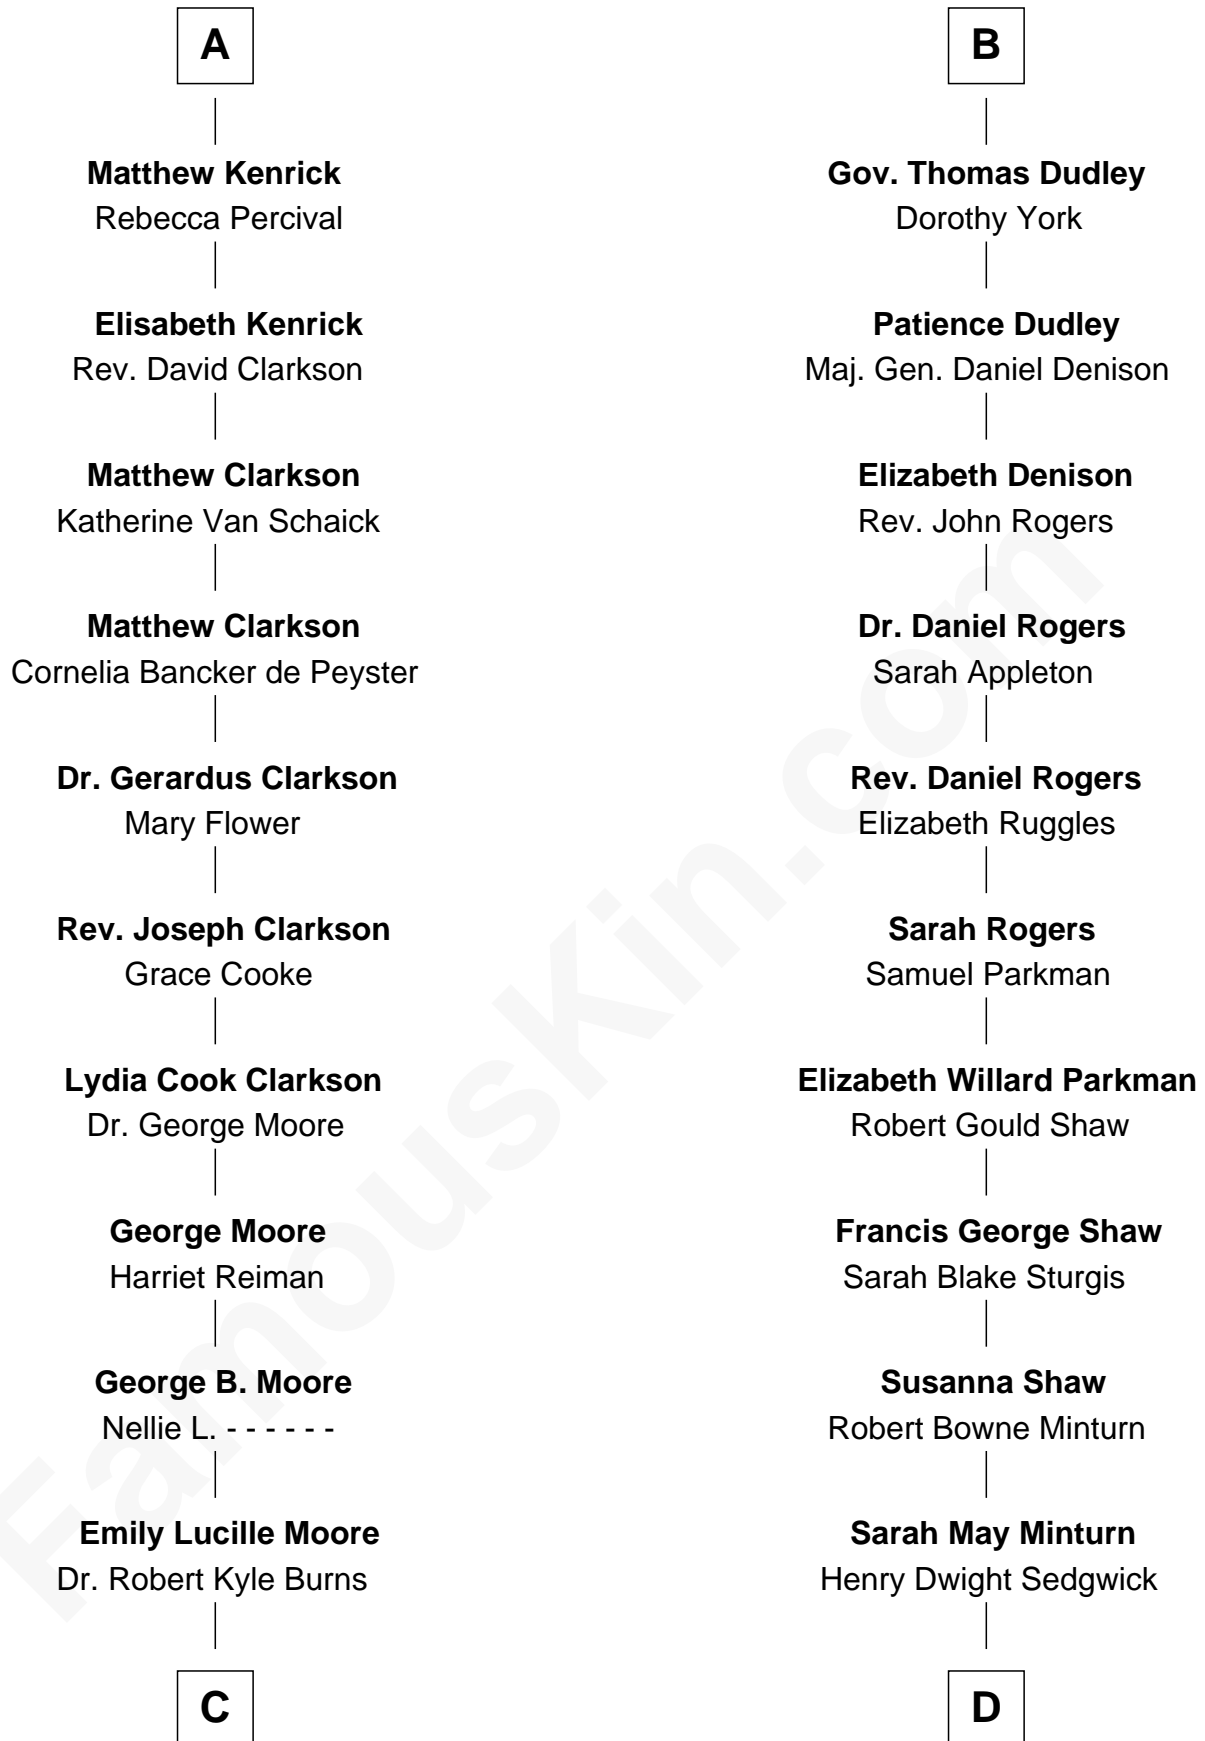 A
Matthew Kenrick
Rebecca Percival
Elisabeth Kenrick
Rev. David Clarkson
Matthew Clarkson
Katherine Van Schaick
Matthew Clarkson
Cornelia Bancker de Peyster
Dr. Gerardus Clarkson
Mary Flower
Rev. Joseph Clarkson
Grace Cooke
Lydia Cook Clarkson
Dr. George Moore
George Moore
Harriet Reiman
George B. Moore
Nellie L. - - - - - -
Emily Lucille Moore
Dr. Robert Kyle Burns
C
B
Gov. Thomas Dudley
Dorothy York
Patience Dudley
Maj. Gen. Daniel Denison
Elizabeth Denison
Rev. John Rogers
Dr. Daniel Rogers
Sarah Appleton
Rev. Daniel Rogers
Elizabeth Ruggles
Sarah Rogers
Samuel Parkman
Elizabeth Willard Parkman
Robert Gould Shaw
Francis George Shaw
Sarah Blake Sturgis
Susanna Shaw
Robert Bowne Minturn
Sarah May Minturn
Henry Dwight Sedgwick
D
FamousKin.com